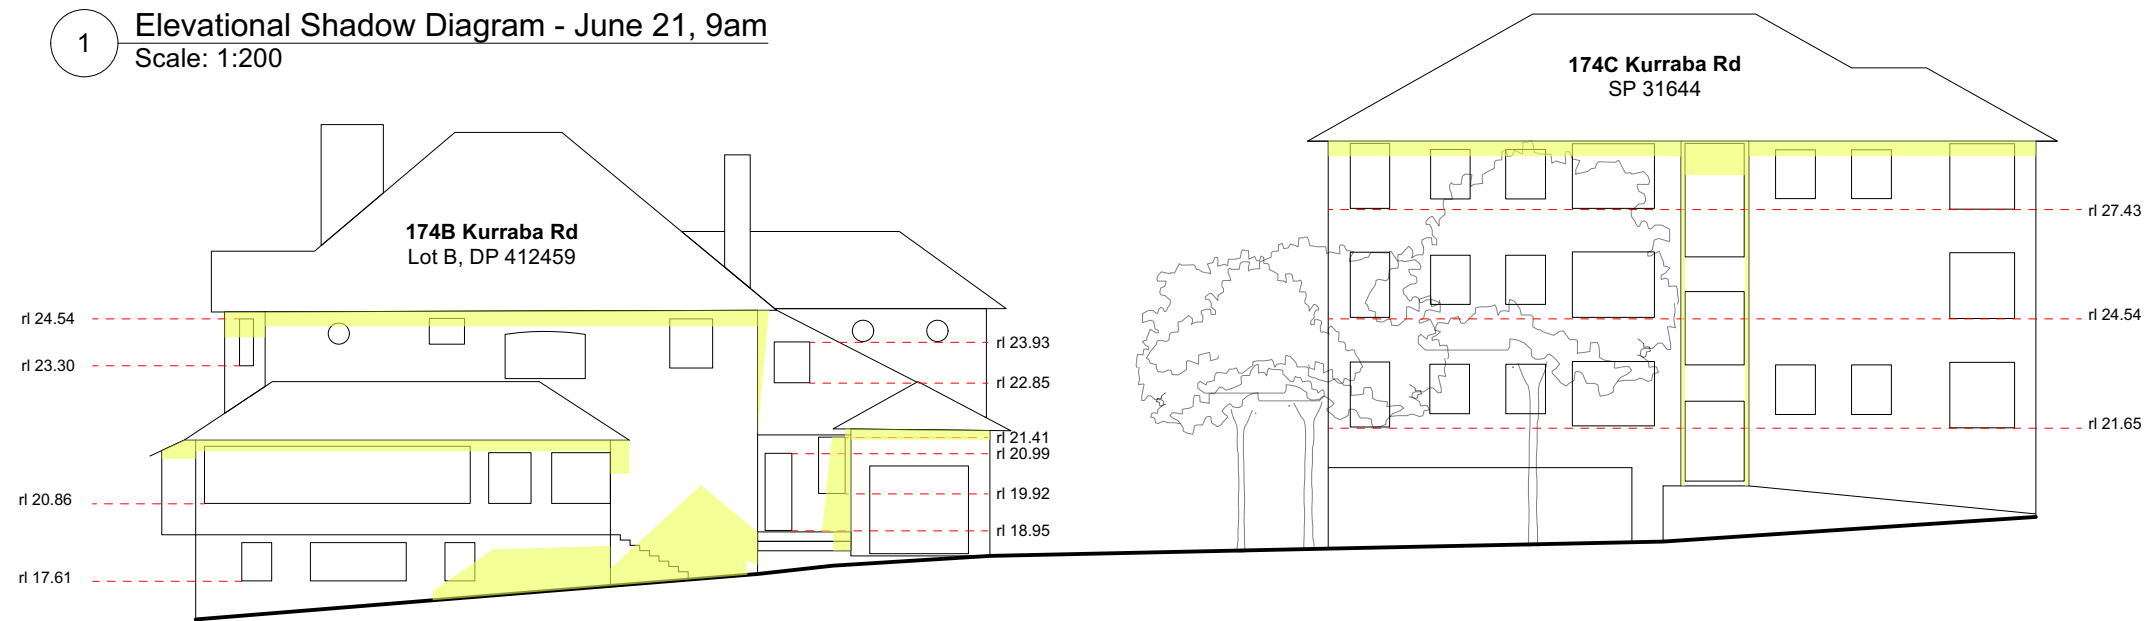 1
Elevational Shadow Diagram - June 21, 9am
Scale: 1:200
174C Kurraba Rd
SP 31644
174B Kurraba Rd
Lot B, DP 412459
rl 24.54
rl 23.30
rl 20.86
rl 17.61
rl 23.93
rl 22.85
rl 21.41
rl 20.99
rl 19.92
rl 18.95
rl 27.43
rl 24.54
rl 21.65